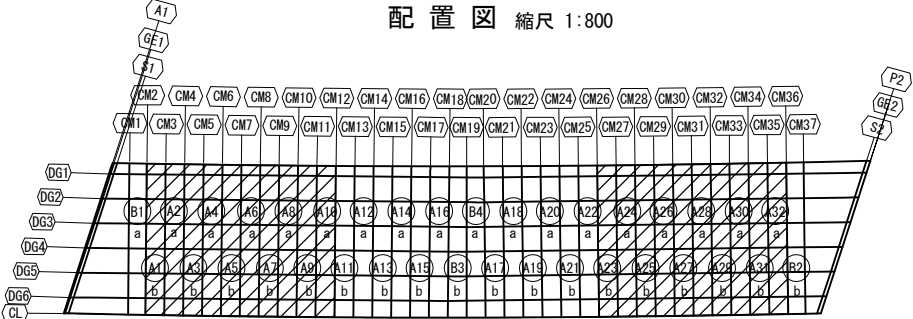 配置図 縮尺 1:800
A1
GE1
S1
P2
GE2
S2
CM2 CM4 CM6 CM8 CM10 CM12 CM14 CM16 CM18 CM20 CM22 CM24 CM26 CM28 CM30 CM32 CM34 CM36
CM1 CM3 CM5 CM7 CM9 CM11 CM13 CM15 CM17 CM19 CM21 CM23 CM25 CM27 CM29 CM31 CM33 CM35 CM37
DG1
DG2
DG3
DG4
DG5
DG6
CL
B1 A2 A4 A6 A8 A10 A12 A14 A16 B4 A18 A20 A22 A24 A26 A28 A30 A32
a a a a a a a a a a a a a a a a a a
A1 A3 A5 A7 A9 A11 A13 A15 B3 A17 A19 A21 A23 A25 A27 A29 A31 B2
b b b b b b b b b b b b b b b b b b